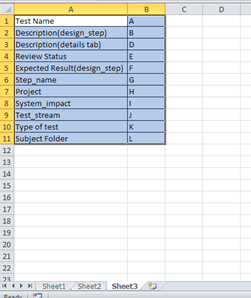 A B C D
1 Test Name A
2 Description(design_step) B
3 Description(details tab) D
4 Review Status E
5 Expected Result(design_step) F
6 Step_name G
7 Project H
8 System_impact I
9 Test_stream J
10 Type of test K
11 Subject Folder L
12
13
14
15
16
17
18
19
20
21
22
23
Sheet1 Sheet2 Sheet3
Ready